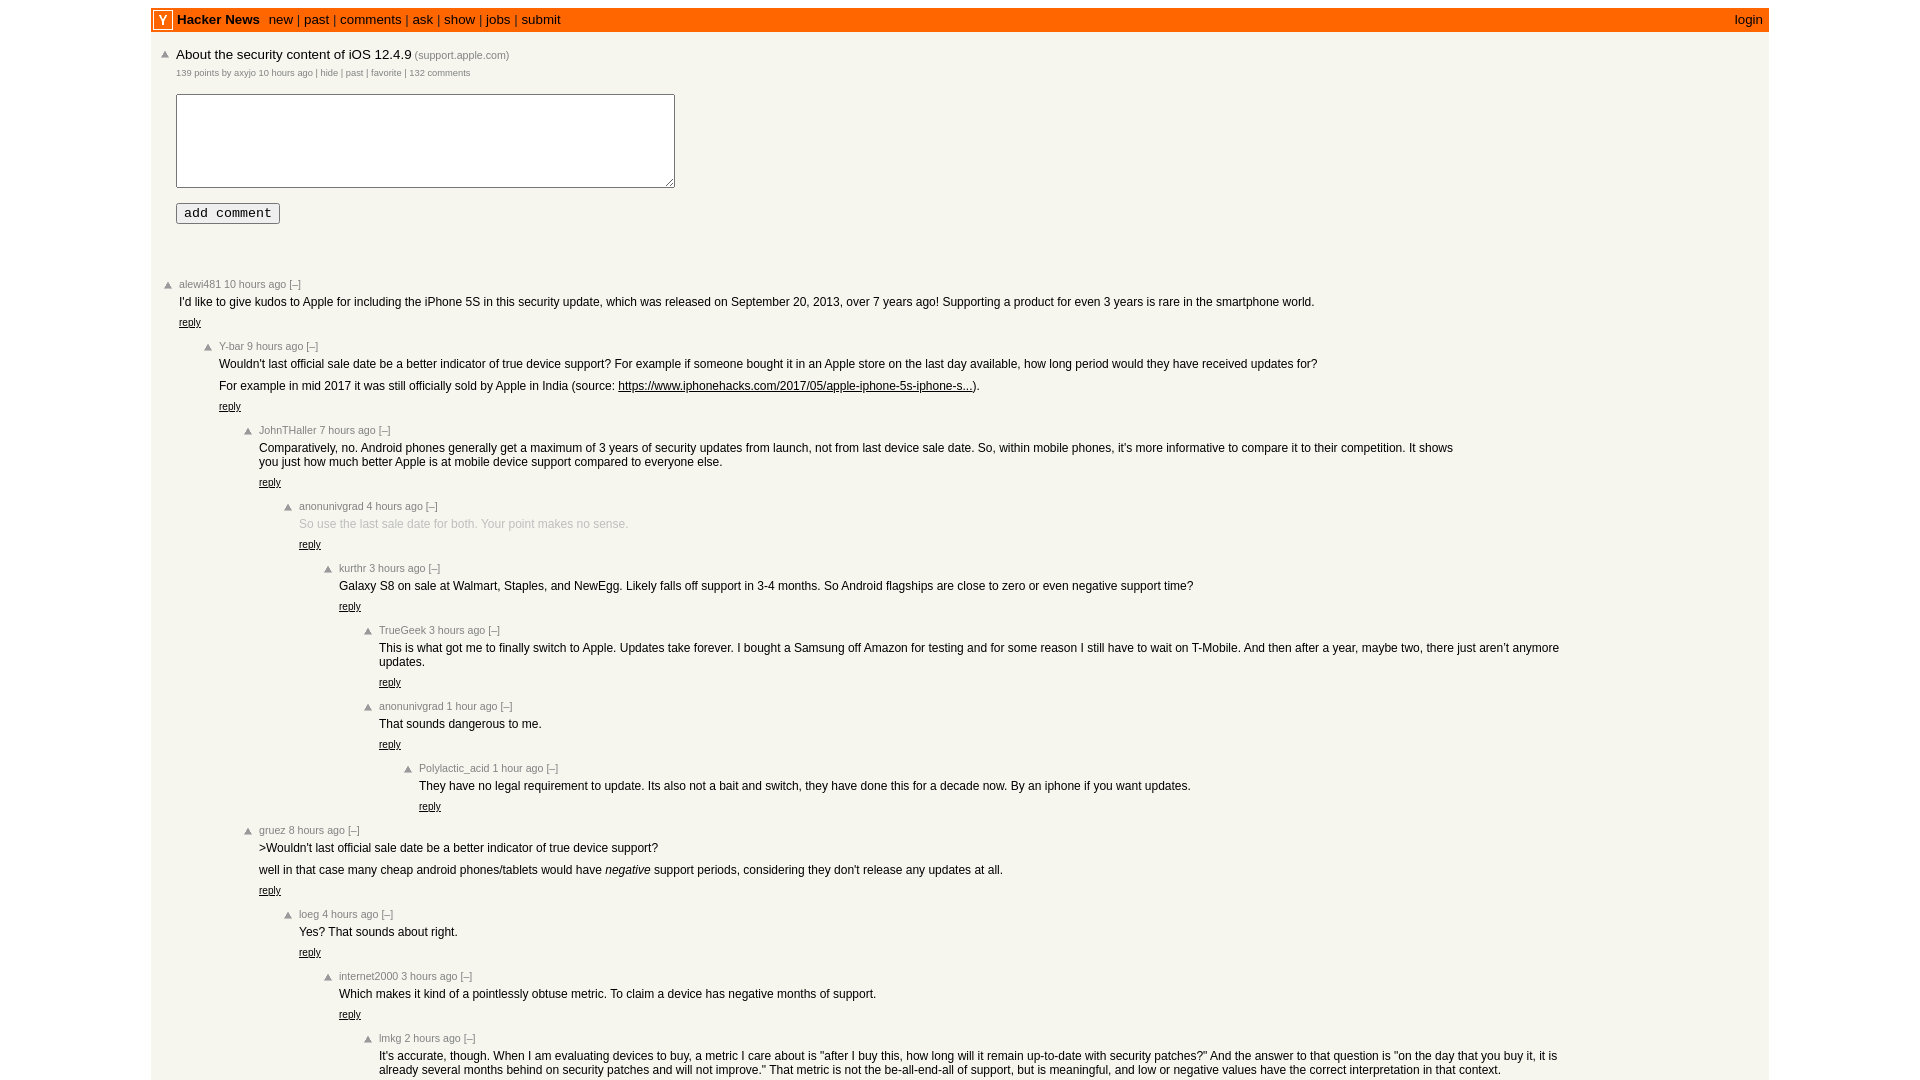 Y Hacker News new | past | comments | ask | show | jobs | submit login
About the security content of iOS 12.4.9 (support.apple.com)
139 points by axyjo 10 hours ago | hide | past | favorite | 132 comments
add comment
alewi481 10 hours ago [–]
I'd like to give kudos to Apple for including the iPhone 5S in this security update, which was released on September 20, 2013, over 7 years ago! Supporting a product for even 3 years is rare in the smartphone world.
reply
Y-bar 9 hours ago [–]
Wouldn't last official sale date be a better indicator of true device support? For example if someone bought it in an Apple store on the last day available, how long period would they have received updates for?
For example in mid 2017 it was still officially sold by Apple in India (source: https://www.iphonehacks.com/2017/05/apple-iphone-5s-iphone-s...).
reply
JohnTHaller 7 hours ago [–]
Comparatively, no. Android phones generally get a maximum of 3 years of security updates from launch, not from last device sale date. So, within mobile phones, it's more informative to compare it to their competition. It shows
you just how much better Apple is at mobile device support compared to everyone else.
reply
anonunivgrad 4 hours ago [–]
So use the last sale date for both. Your point makes no sense.
reply
kurthr 3 hours ago [–]
Galaxy S8 on sale at Walmart, Staples, and NewEgg. Likely falls off support in 3-4 months. So Android flagships are close to zero or even negative support time?
reply
TrueGeek 3 hours ago [–]
This is what got me to finally switch to Apple. Updates take forever. I bought a Samsung off Amazon for testing and for some reason I still have to wait on T-Mobile. And then after a year, maybe two, there just aren’t anymore
updates.
reply
anonunivgrad 1 hour ago [–]
That sounds dangerous to me.
reply
Polylactic_acid 1 hour ago [–]
They have no legal requirement to update. Its also not a bait and switch, they have done this for a decade now. By an iphone if you want updates.
reply
gruez 8 hours ago [–]
>Wouldn't last official sale date be a better indicator of true device support?
well in that case many cheap android phones/tablets would have negative support periods, considering they don't release any updates at all.
reply
loeg 4 hours ago [–]
Yes? That sounds about right.
reply
internet2000 3 hours ago [–]
Which makes it kind of a pointlessly obtuse metric. To claim a device has negative months of support.
reply
lmkg 2 hours ago [–]
It's accurate, though. When I am evaluating devices to buy, a metric I care about is "after I buy this, how long will it remain up-to-date with security patches?" And the answer to that question is "on the day that you buy it, it is
already several months behind on security patches and will not improve." That metric is not the be-all-end-all of support, but is meaningful, and low or negative values have the correct interpretation in that context.